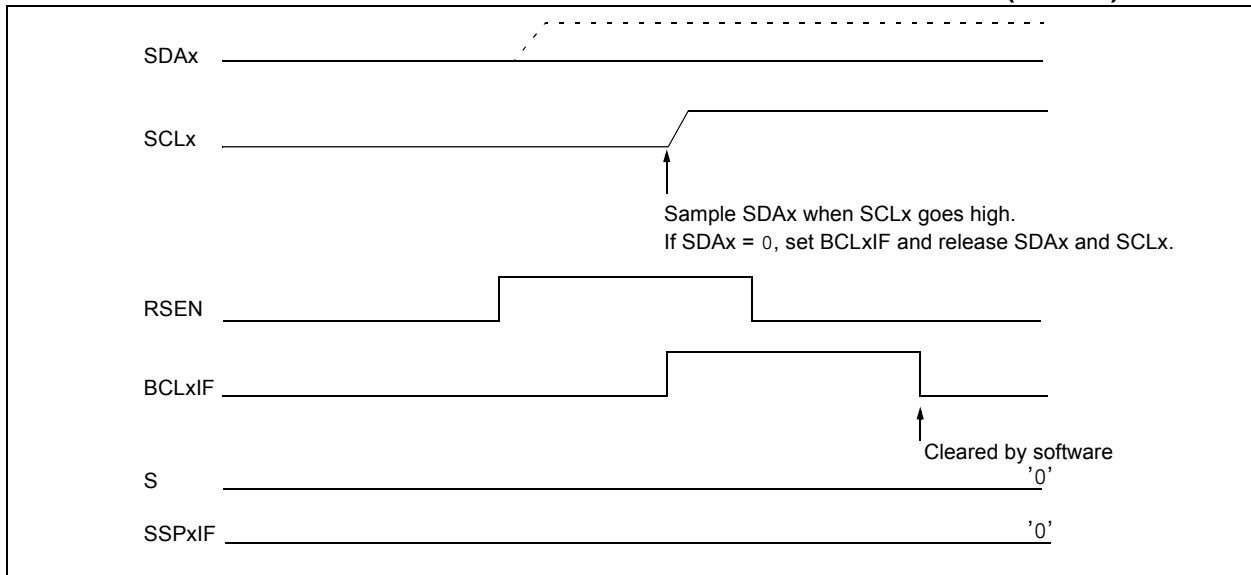 SDAx
SCLx
Sample SDAx when SCLx goes high.
If SDAx = 0, set BCLxIF and release SDAx and SCLx.
RSEN
BCLxIF
Cleared by software
S
'0'
SSPxIF
'0'